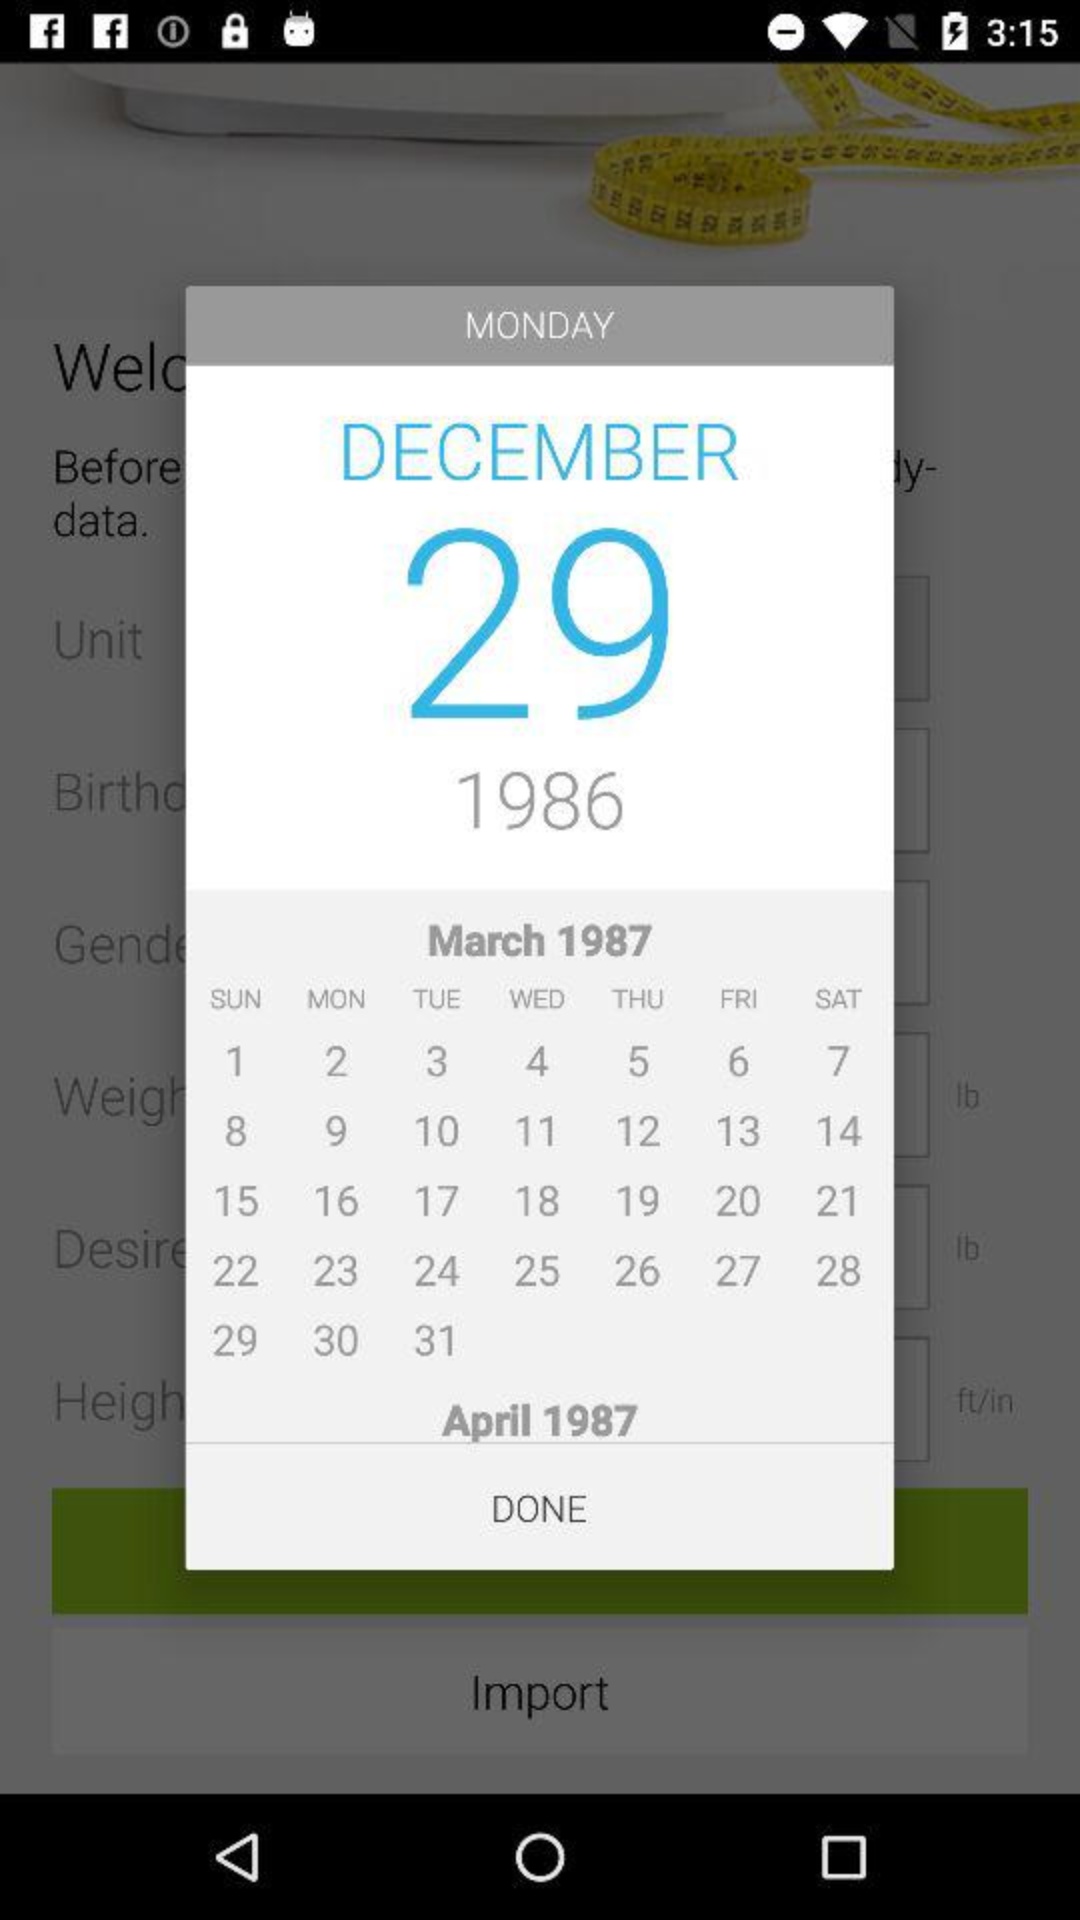 3:15
MONDAY
DECEMBER
29
1986
March 1987
SUN MON TUE WED THU FRI SAT
1 2 3 4 5 6 7
8 9 10 11 12 13 14
15 16 17 18 19 20 21
22 23 24 25 26 27 28
29 30 31
April 1987
DONE
Welc
Before dy-
data.
Unit
Birthd
Gende
Weigh lb
Desire lb
Heigh ft/in
Import